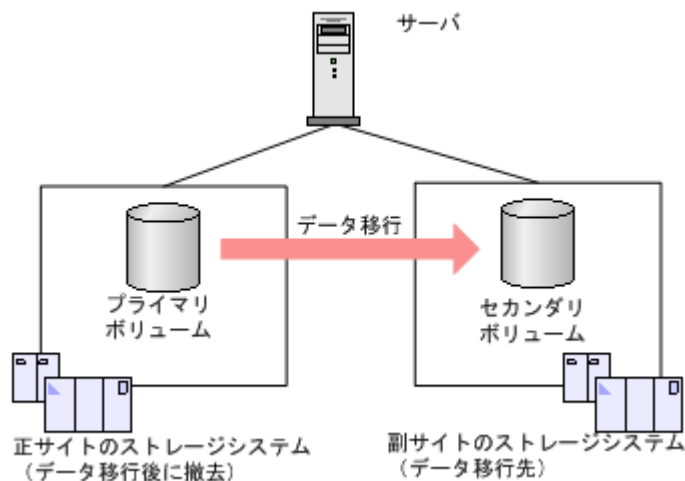 サーバ
データ移行
プライマリ
ボリューム
セカンダリ
ボリューム
正サイトのストレージシステム
（データ移行後に撤去）
副サイトのストレージシステム
（データ移行先）